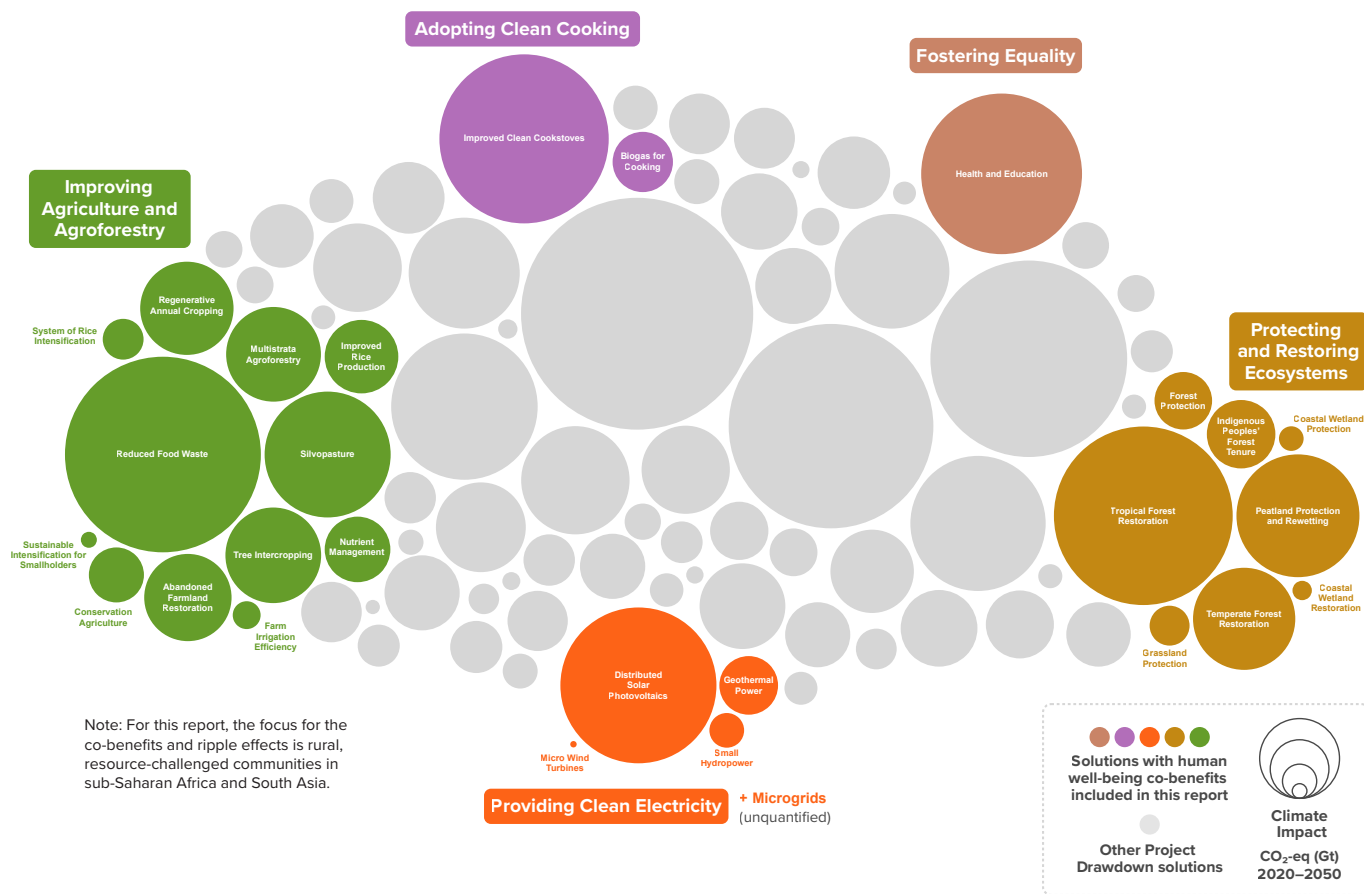 Adopting Clean Cooking
Improved Clean Cookstoves
Biogas for
Cooking
Fostering Equality
Health and Education
Improving
Agriculture and
Agroforestry
Regenerative
Annual Cropping
System of Rice
Intensification
Multistrata
Agroforestry
Improved
Rice
Production
Reduced Food Waste
Silvopasture
Sustainable
Intensification for
Smallholders
Tree Intercropping
Nutrient
Management
Conservation
Agriculture
Abandoned
Farmland
Restoration
Farm
Irrigation
Efficiency
Protecting
and Restoring
Ecosystems
Forest
Protection
Indigenous
Peoples'
Forest
Tenure
Coastal Wetland
Protection
Tropical Forest
Restoration
Peatland Protection
and Rewetting
Coastal
Wetland
Restoration
Temperate Forest
Restoration
Grassland
Protection
Distributed
Solar
Photovoltaics
Geothermal
Power
Micro Wind
Turbines
Small
Hydropower
Providing Clean Electricity
+ Microgrids
(unquantified)
Note: For this report, the focus for the
co-benefits and ripple effects is rural,
resource-challenged communities in
sub-Saharan Africa and South Asia.
Solutions with human
well-being co-benefits
included in this report
Other Project
Drawdown solutions
Climate
Impact
CO₂-eq (Gt)
2020–2050